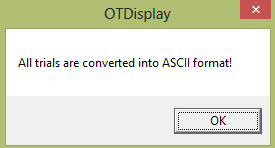 OTDisplay
All trials are converted into ASCII format!
OK